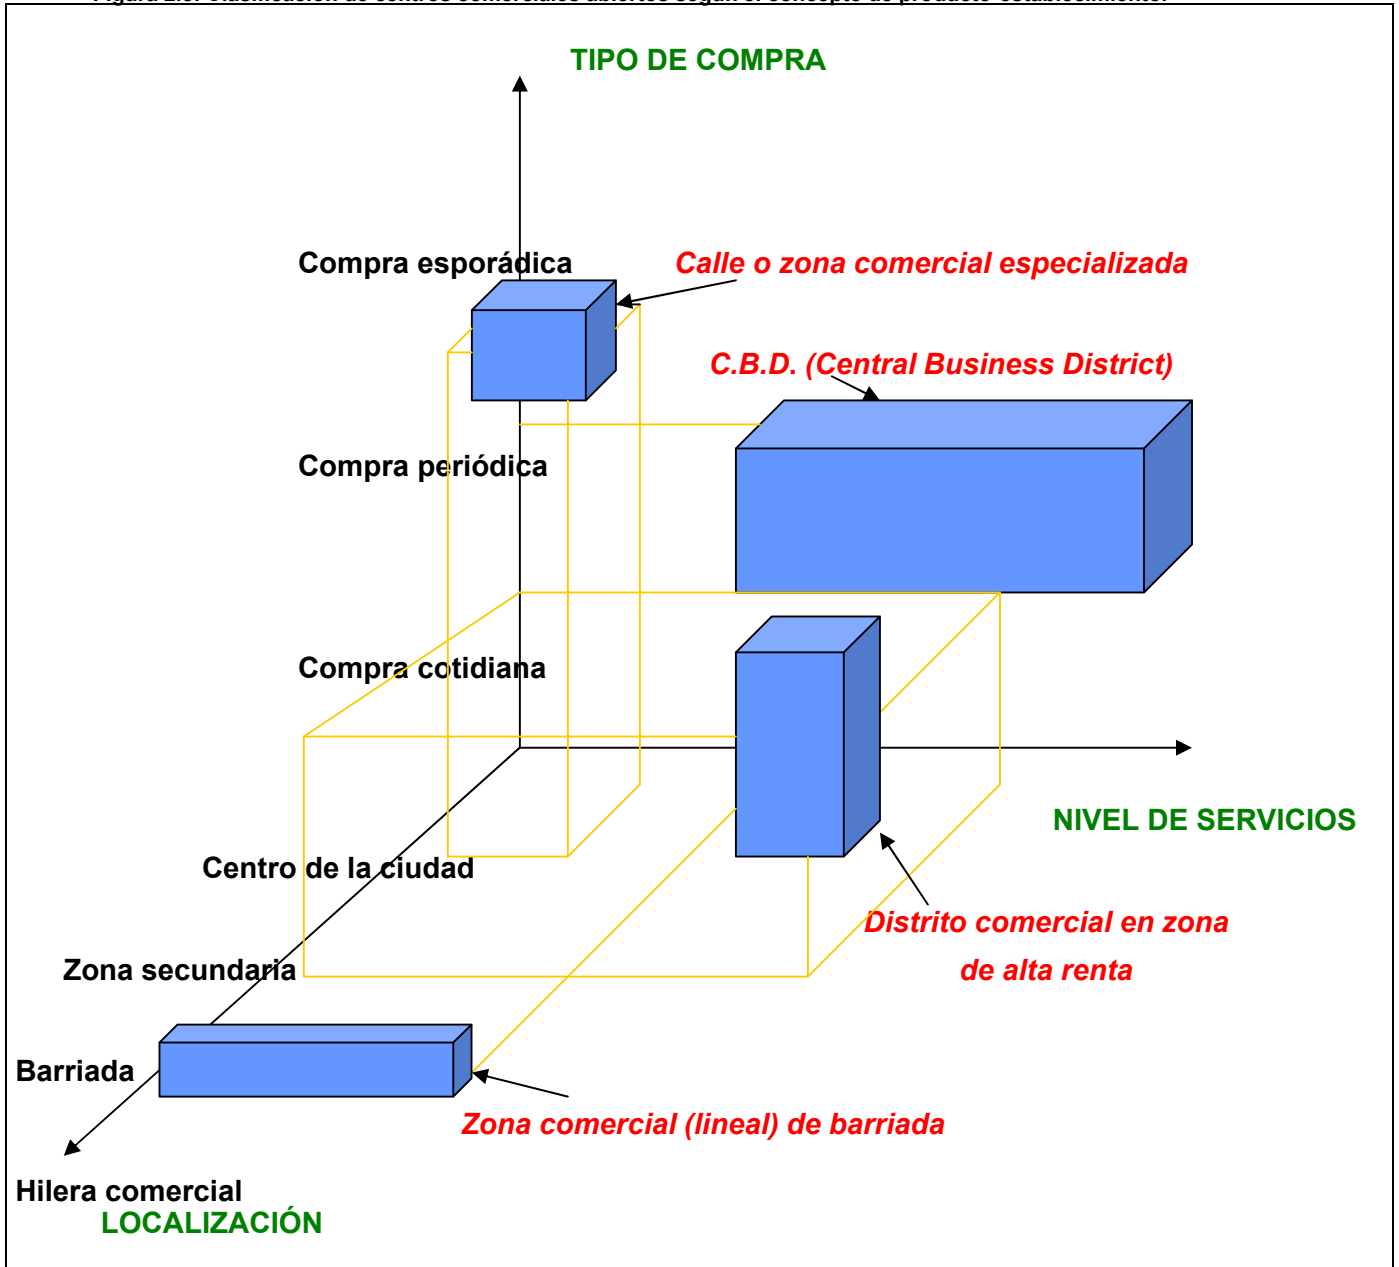 TIPO DE COMPRA
Compra esporádica
Calle o zona comercial especializada
C.B.D. (Central Business District)
Compra periódica
Compra cotidiana
NIVEL DE SERVICIOS
Centro de la ciudad
Distrito comercial en zona
de alta renta
Zona secundaria
Barriada
Zona comercial (lineal) de barriada
Hilera comercial
LOCALIZACIÓN